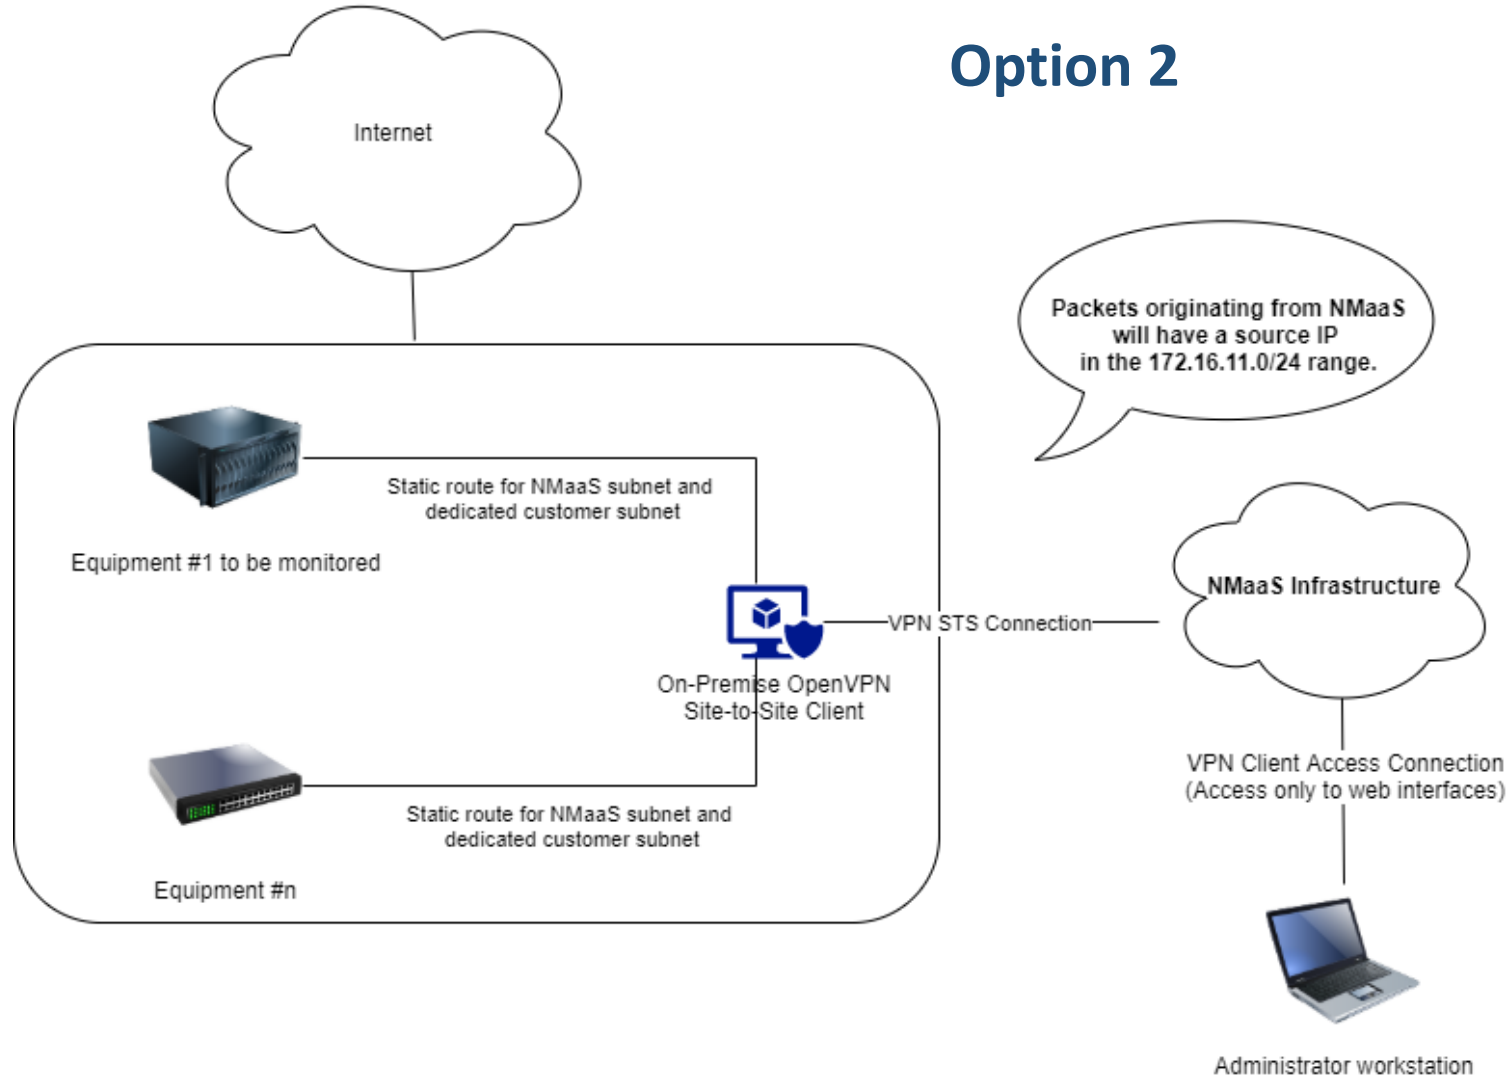 Option 2
Internet
Packets originating from NMaaS
will have a source IP
in the 172.16.11.0/24 range.
Static route for NMaaS subnet and
dedicated customer subnet
Equipment #1 to be monitored
NMaaS Infrastructure
VPN STS Connection
On-Premise OpenVPN
Site-to-Site Client
VPN Client Access Connection
(Access only to web interfaces)
Static route for NMaaS subnet and
dedicated customer subnet
Equipment #n
Administrator workstation